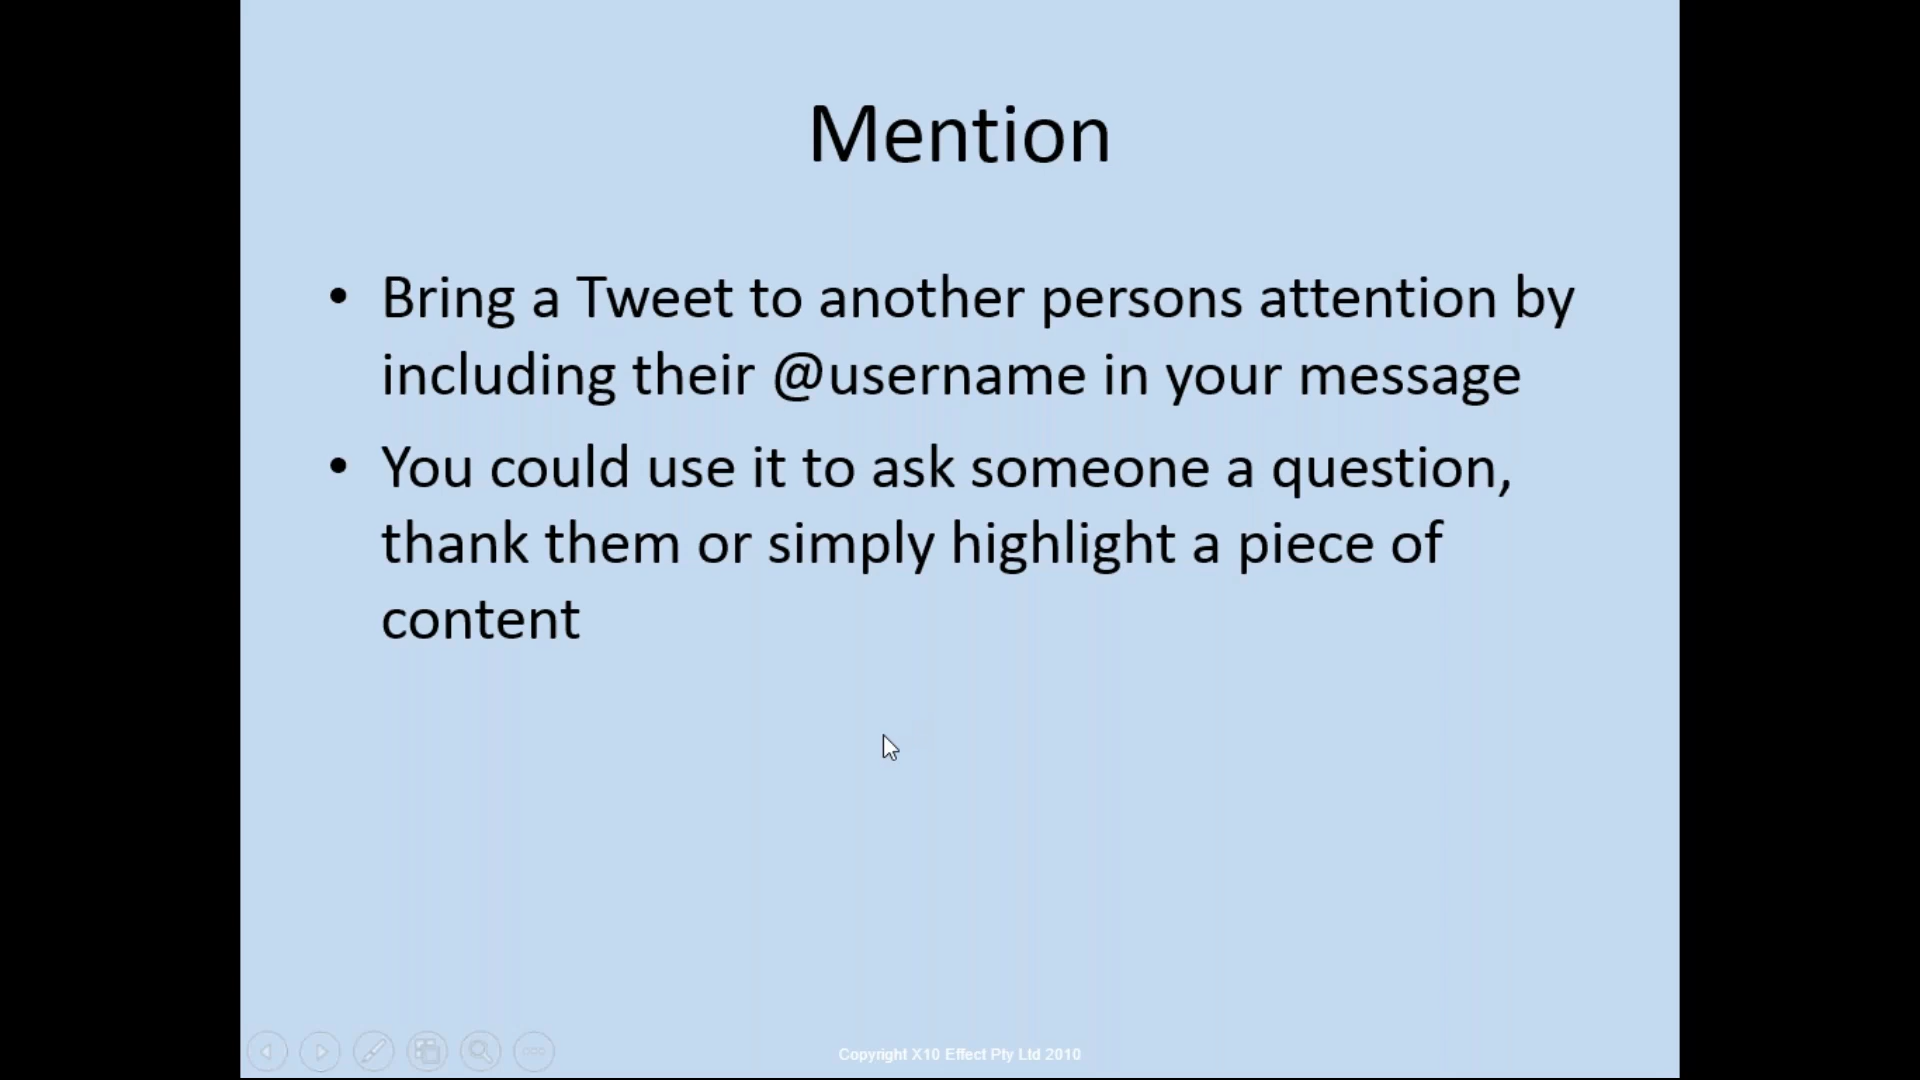 Mention
• Bring a Tweet to another persons attention by
including their @username in your message
• You could use it to ask someone a question,
thank them or simply highlight a piece of
content
Copyright X10 Effect Pty Ltd 2010